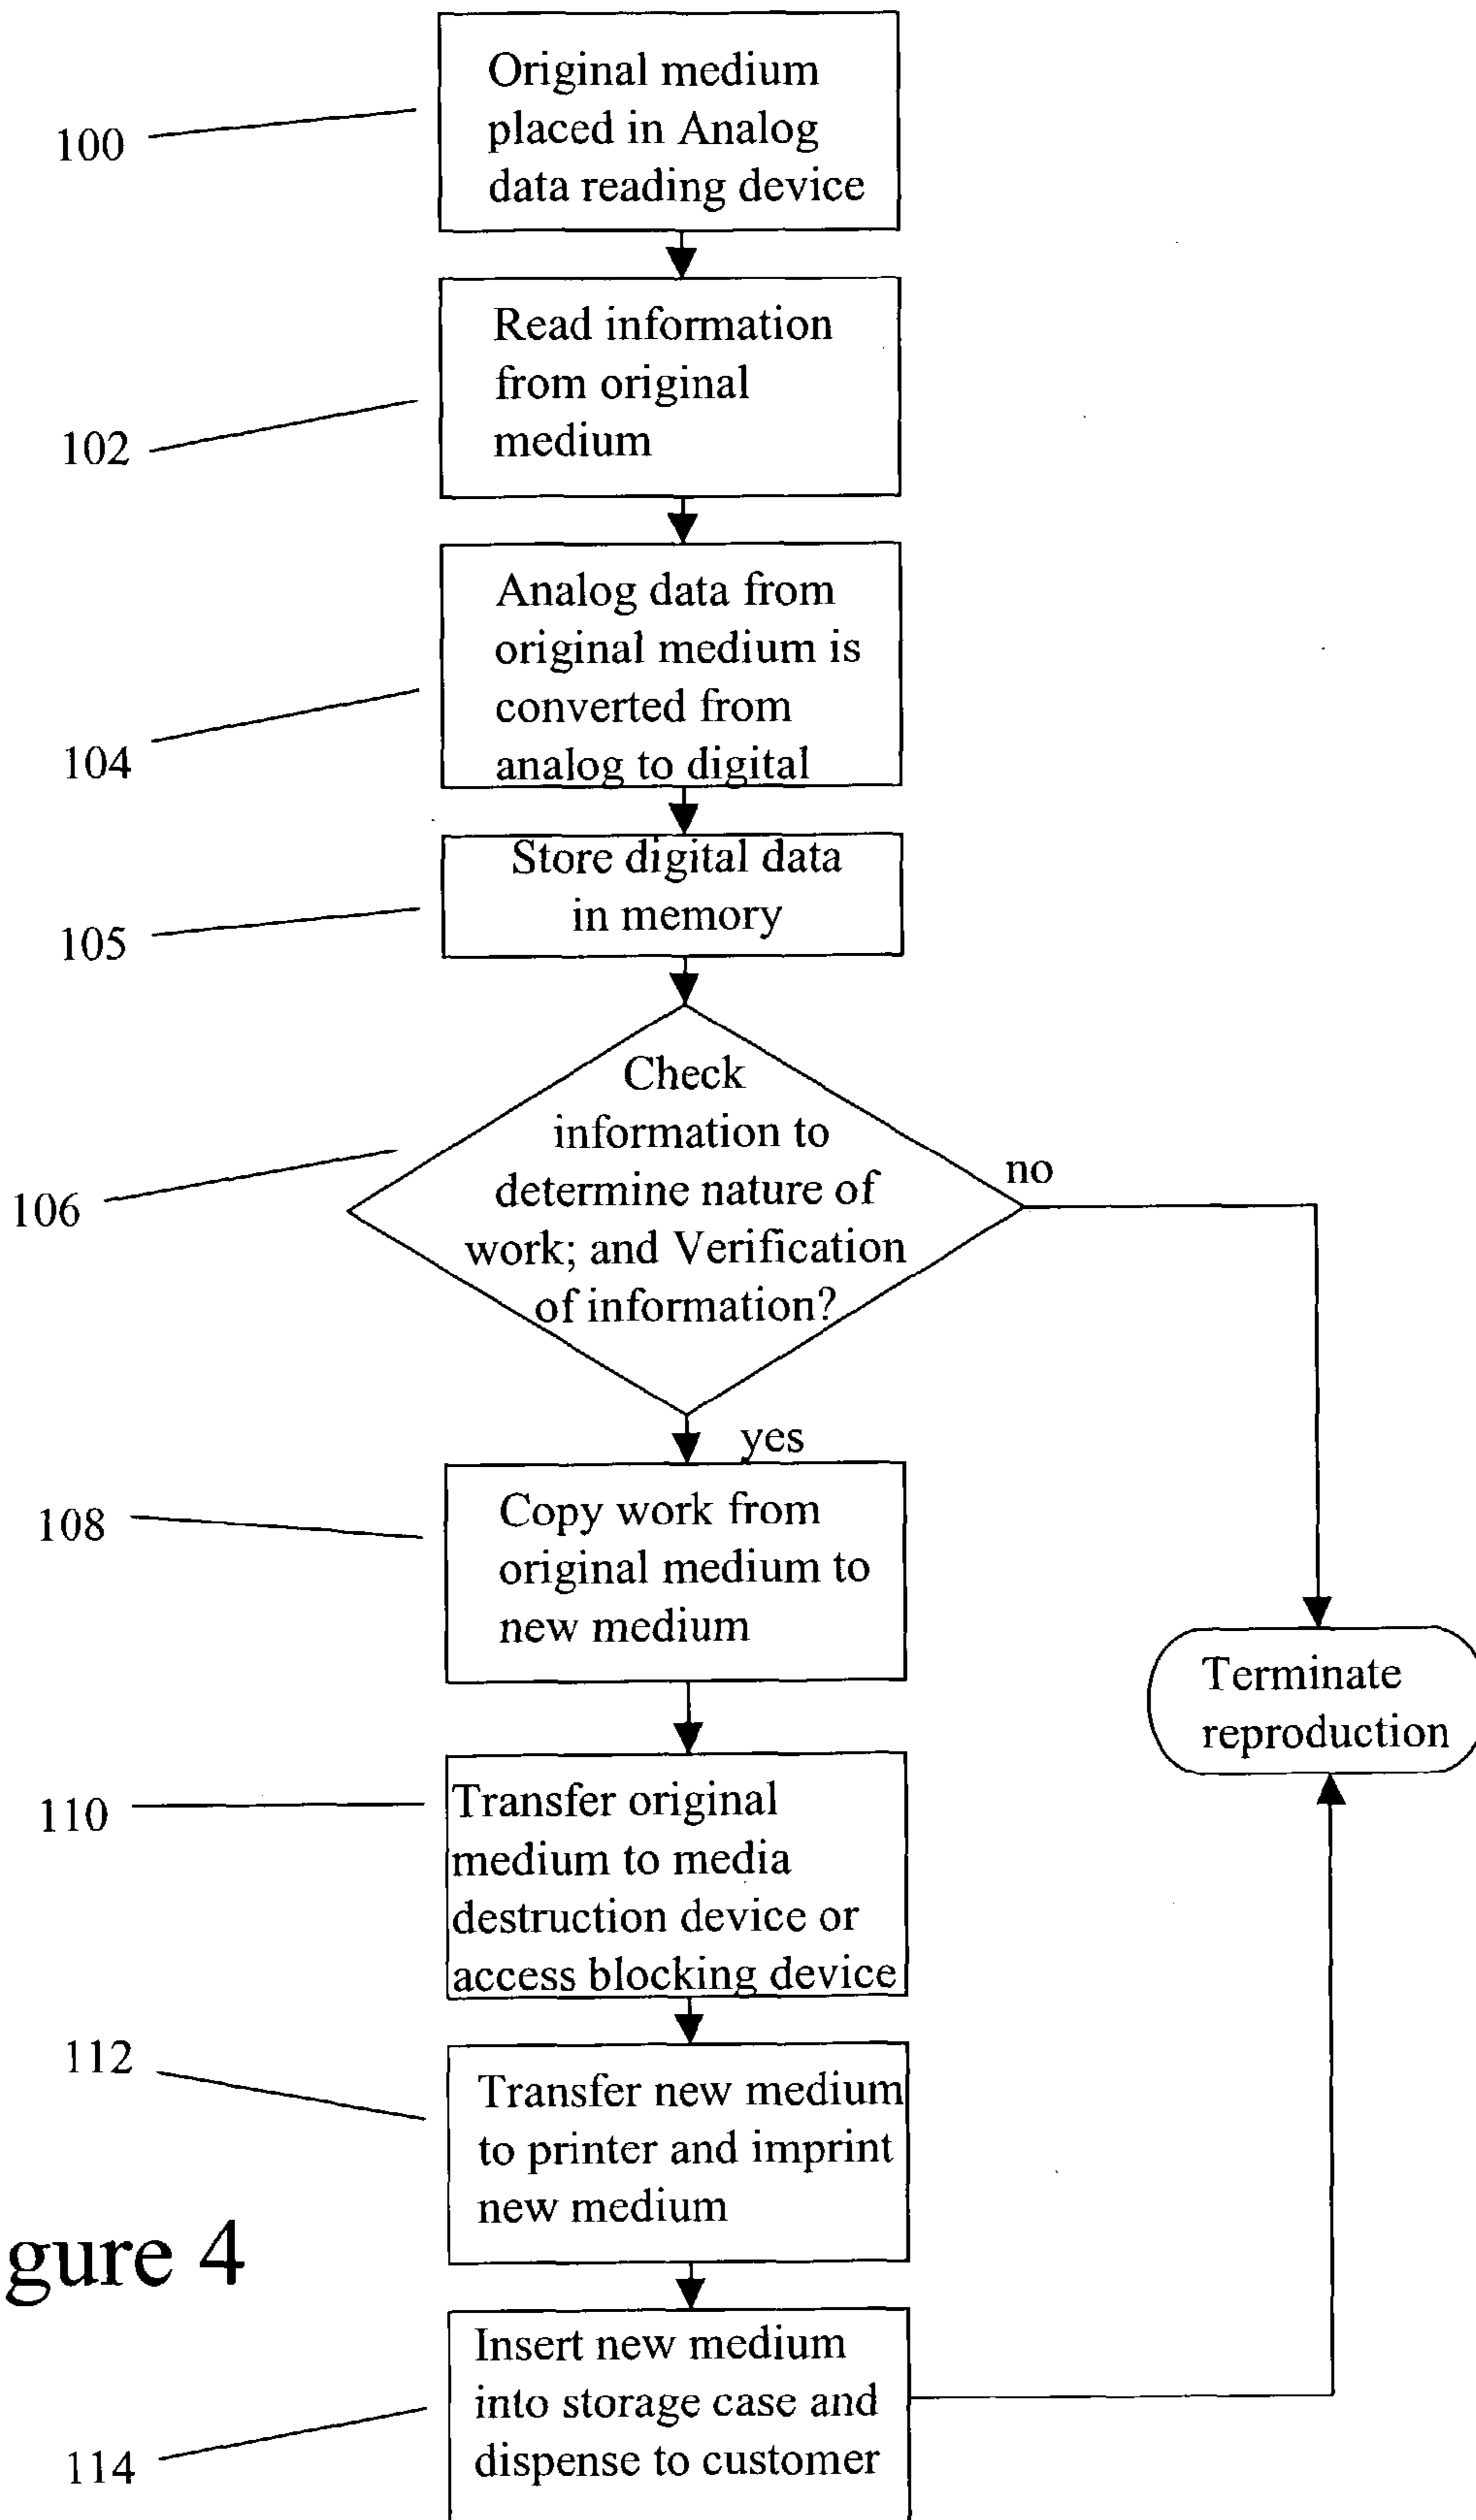 Original medium
placed in Analog
data reading device
100
Read information
from original
medium
102
Analog data from
original medium is
converted from
analog to digital
104
Store digital data
in memory
105
Check
information to
determine nature of
work; and Verification
of information?
106
no
yes
Copy work from
original medium to
new medium
108
Terminate
reproduction
Transfer original
medium to media
destruction device or
access blocking device
110
112
Transfer new medium
to printer and imprint
new medium
gure 4
Insert new medium
into storage case and
dispense to customer
114